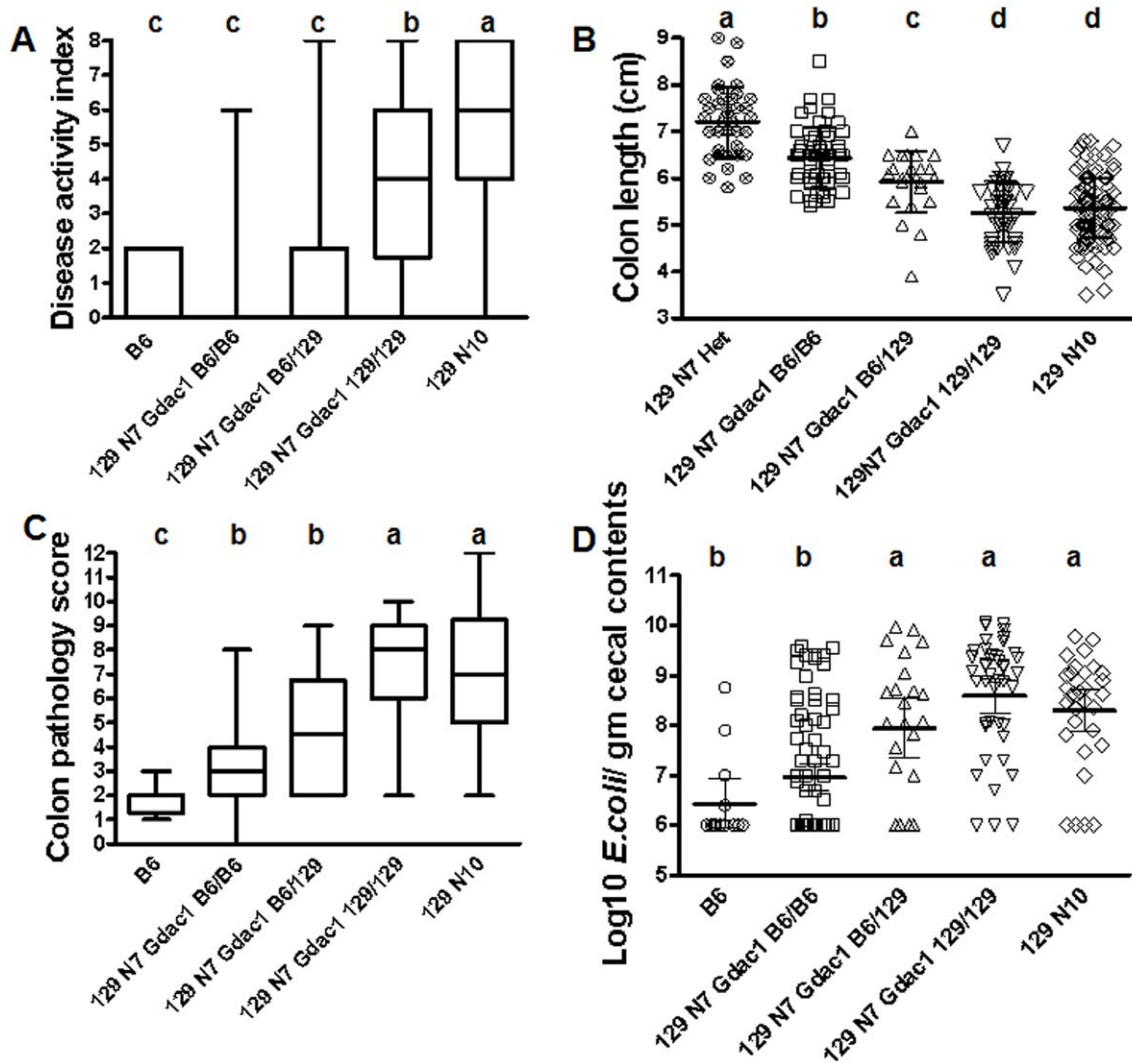 A
c c c b a
Disease activity index
8
7
6
5
4
3
2
1
0
B6
129 N7 Gdac1 B6/B6
129 N7 Gdac1 B6/129
129 N7 Gdac1 129/129
129 N10
B
a b c d d
Colon length (cm)
9
8
7
6
5
4
3
129 N7 Het
129 N7 Gdac1 B6/B6
129 N7 Gdac1 B6/129
129N7 Gdac1 129/129
129 N10
C
c b b a a
Colon pathology score
12
11
10
9
8
7
6
5
4
3
2
1
0
B6
129 N7 Gdac1 B6/B6
129 N7 Gdac1 B6/129
129 N7 Gdac1 129/129
129 N10
D
b b a a a
Log10 E.coli/ gm cecal contents
11
10
9
8
7
6
5
B6
129 N7 Gdac1 B6/B6
129 N7 Gdac1 B6/129
129 N7 Gdac1 129/129
129 N10